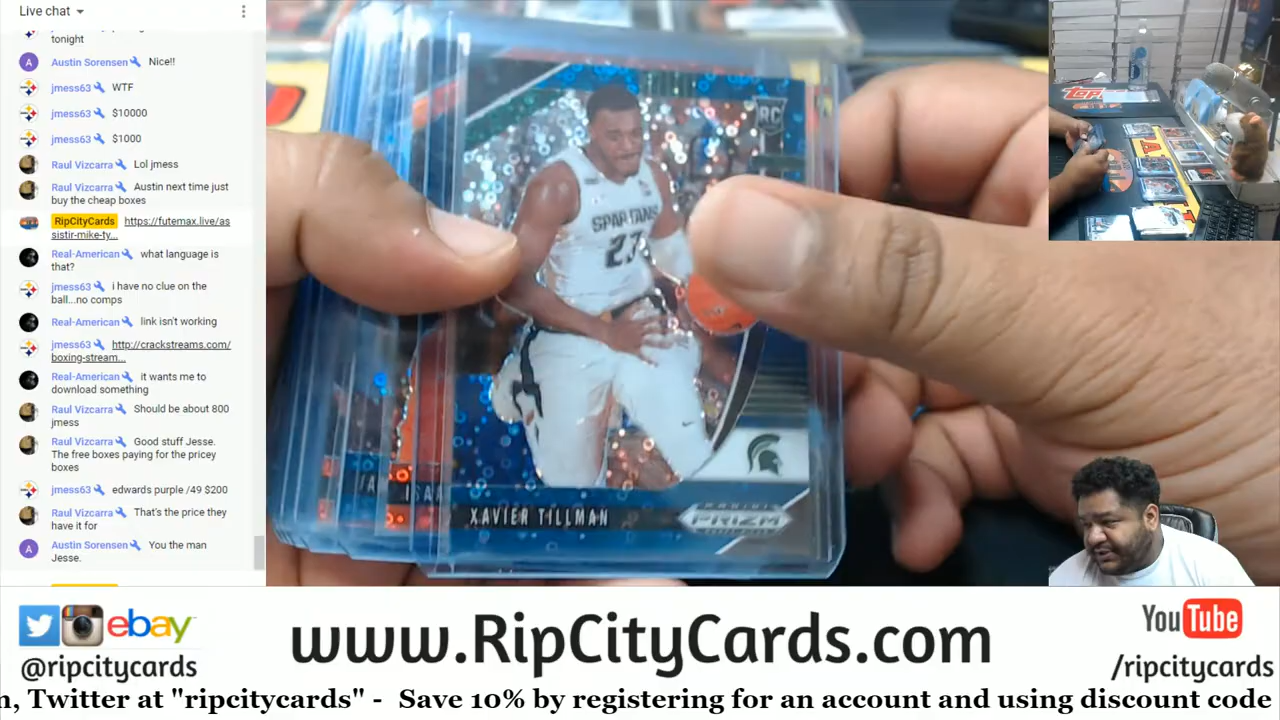 Live chat
tonight
Austin Sorensen Nice!!
jmess63 WTF
jmess63 $10000
jmess63 $1000
Raul Vizcarra Lol jmess
Raul Vizcarra Austin next time just
buy the cheap boxes
RipCityCards https://futemax.live/as
sistir-mike-ty...
Real-American what language is
that?
jmess63 i have no clue on the
ball...no comps
Real-American link isn't working
jmess63 http://crackstreams.com/
boxing-stream...
Real-American it wants me to
download something
Raul Vizcarra Should be about 800
jmess
Raul Vizcarra Good stuff Jesse.
The free boxes paying for the pricey
boxes
jmess63 edwards purple /49 $200
Raul Vizcarra That's the price they
have it for
Austin Sorensen You the man
Jesse.
RC
SPARTANS
23
XAVIER TILLMAN
PANINI
PRIZM
topps
ebay
@ripcitycards
www.RipCityCards.com
YouTube
/ripcitycards
n, Twitter at "ripcitycards" - Save 10% by registering for an account and using discount code